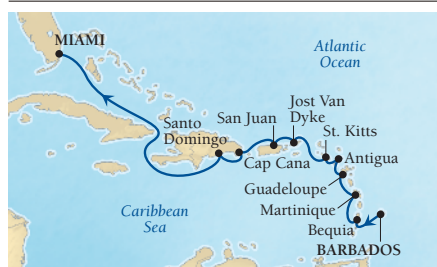 MIAMI
Atlantic
Ocean
Jost Van
Dyke
San Juan
Santo
Domingo
St. Kitts
Cap Cana
Antigua
Guadeloupe
Martinique
Caribbean
Sea
Bequia
BARBADOS